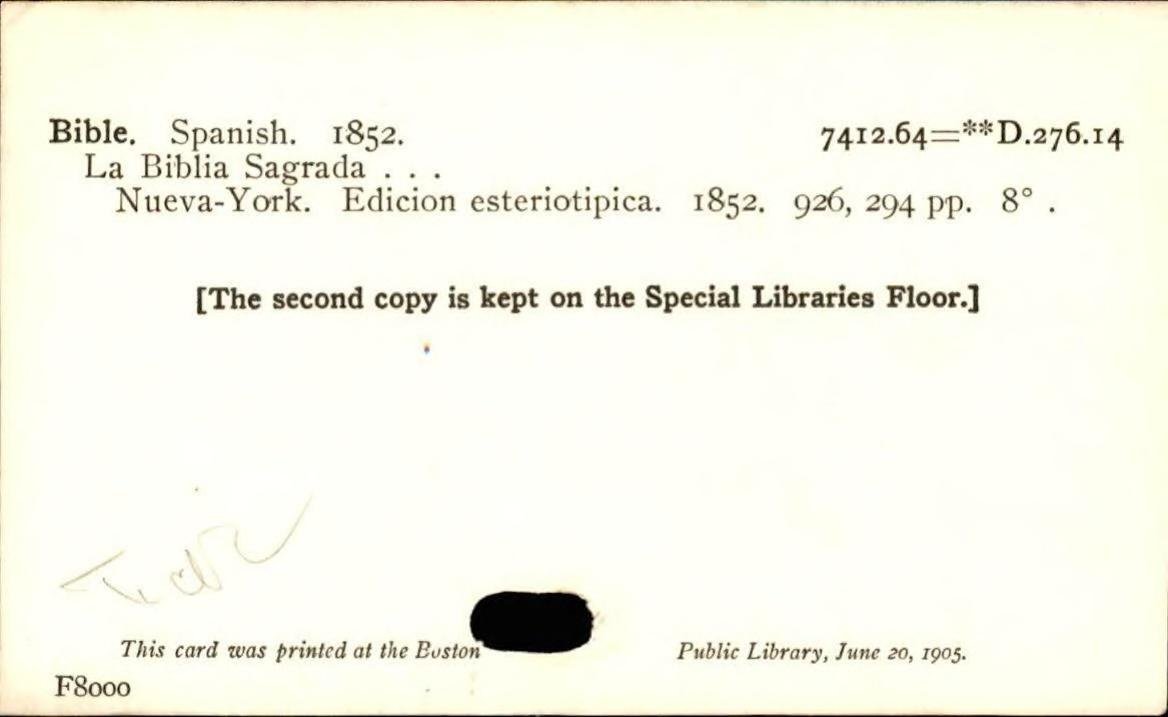 Bible. Spanish. 1852. 7412.64=**D.276.14
La Biblia Sagrada . . .
Nueva-York. Edicion esteriotipica. 1852. 926, 294 pp. 8° .
[The second copy is kept on the Special Libraries Floor.]
This card was printed at the Boston Public Library, June 20, 1905.
F8000